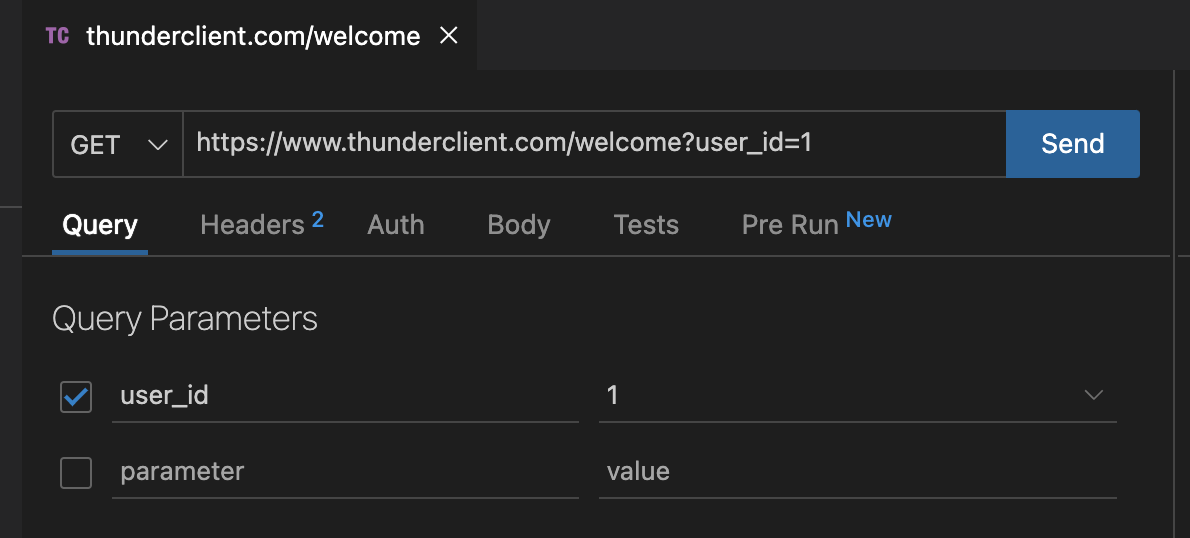 TC thunderclient.com/welcome
GET https://www.thunderclient.com/welcome?user_id=1 Send
Query Headers 2 Auth Body Tests Pre Run New
Query Parameters
user_id 1
parameter value